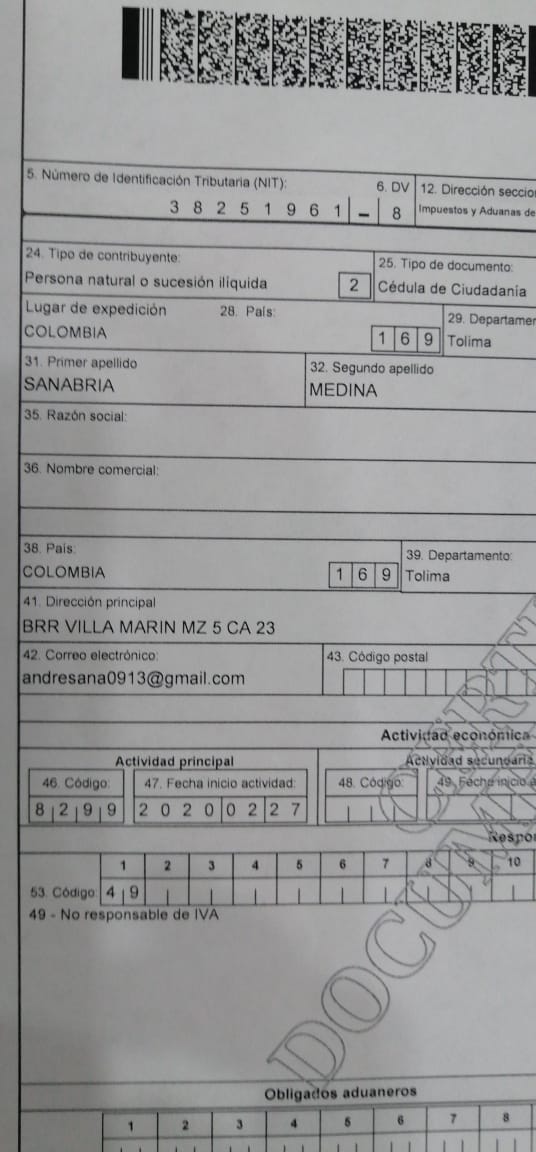 5. Número de Identificación Tributaria (NIT):
6. DV
12. Dirección seccio
3 8 2 5 1 9 6 1 - 8
Impuestos y Aduanas de
24. Tipo de contribuyente:
25. Tipo de documento:
Persona natural o sucesión ilíquida
2
Cédula de Ciudadanía
Lugar de expedición
28. País:
29. Departamen
COLOMBIA
1 6 9
Tolima
31. Primer apellido
32. Segundo apellido
SANABRIA
MEDINA
35. Razón social:
36. Nombre comercial:
38. País:
39. Departamento:
COLOMBIA
1 6 9
Tolima
41. Dirección principal
BRR VILLA MARIN MZ 5 CA 23
42. Correo electrónico:
43. Código postal
andresana0913@gmail.com
Actividad económica
Actividad principal
Actividad secundaria
46. Código:
47. Fecha inicio actividad:
48. Código:
49. Fecha inicio a
8 2 9 9
2 0 2 0 0 2 2 7
Respo
1 2 3 4 5 6 7 8 9 10
53. Código: 4 9
49 - No responsable de IVA
Obligados aduaneros
1 2 3 4 5 6 7 8